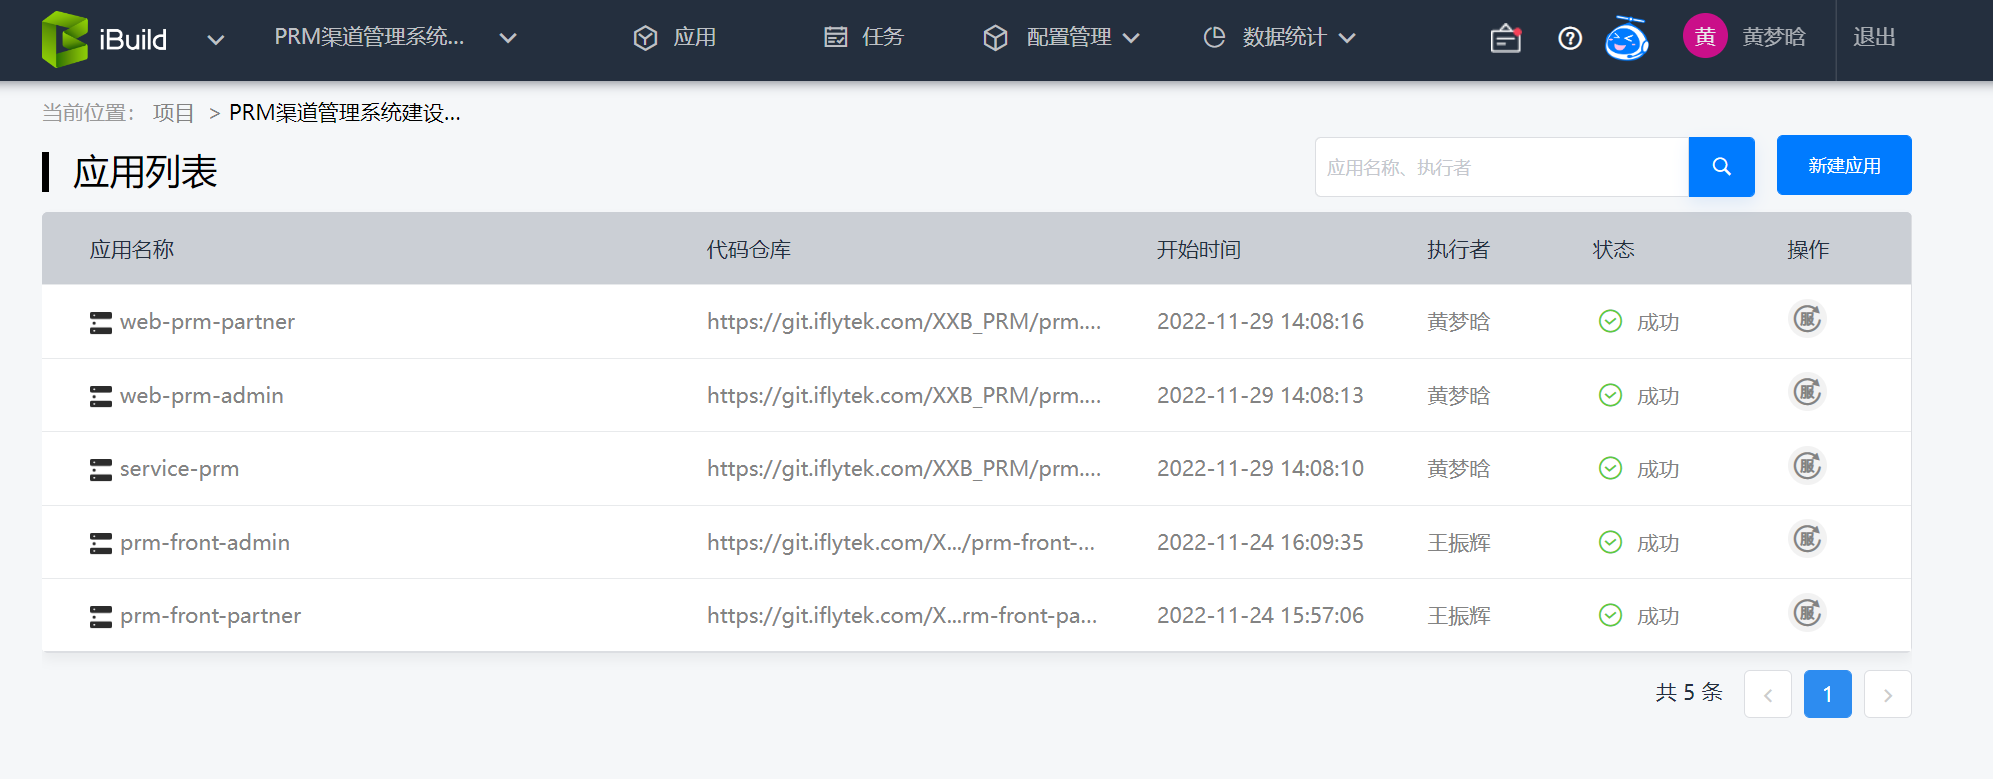 iBuild PRM渠道管理系统... 应用 任务 配置管理 数据统计 黄 黄梦晗 退出
当前位置： 项目 > PRM渠道管理系统建设...
应用列表 应用名称、执行者 新建应用
应用名称 代码仓库 开始时间 执行者 状态 操作
web-prm-partner https://git.iflytek.com/XXB_PRM/prm.... 2022-11-29 14:08:16 黄梦晗 成功 服
web-prm-admin https://git.iflytek.com/XXB_PRM/prm.... 2022-11-29 14:08:13 黄梦晗 成功 服
service-prm https://git.iflytek.com/XXB_PRM/prm.... 2022-11-29 14:08:10 黄梦晗 成功 服
prm-front-admin https://git.iflytek.com/X.../prm-front-... 2022-11-24 16:09:35 王振辉 成功 服
prm-front-partner https://git.iflytek.com/X...rm-front-pa... 2022-11-24 15:57:06 王振辉 成功 服
共 5 条 < 1 >